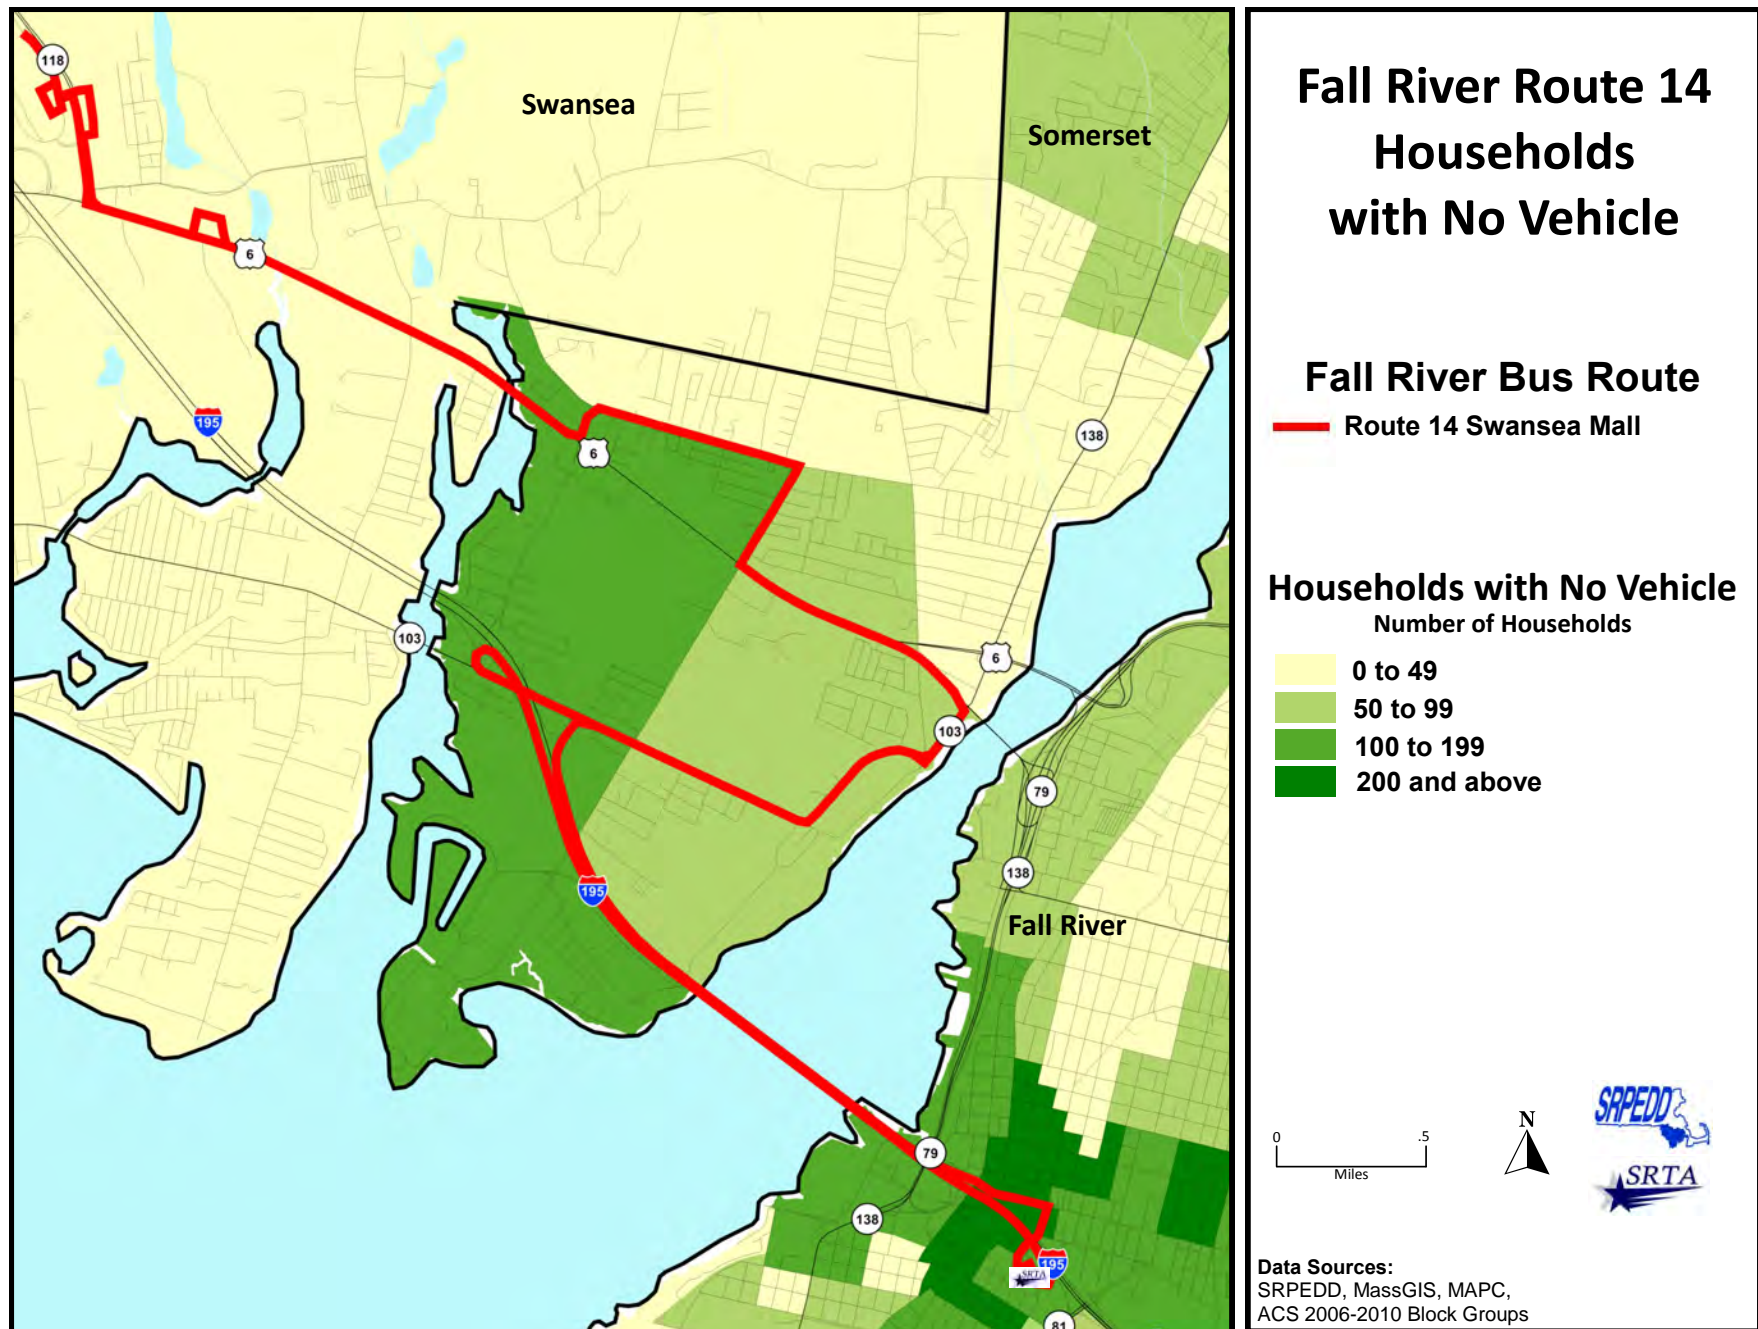 118
Swansea
Somerset
6
195
138
6
103
6
103
79
195
138
Fall River
79
138
195
SRTA
81
Fall River Route 14
Households
with No Vehicle
Fall River Bus Route
Route 14 Swansea Mall
Households with No Vehicle
Number of Households
0 to 49
50 to 99
100 to 199
200 and above
0 .5
Miles
N
SRPEDD
SRTA
Data Sources:
SRPEDD, MassGIS, MAPC,
ACS 2006-2010 Block Groups